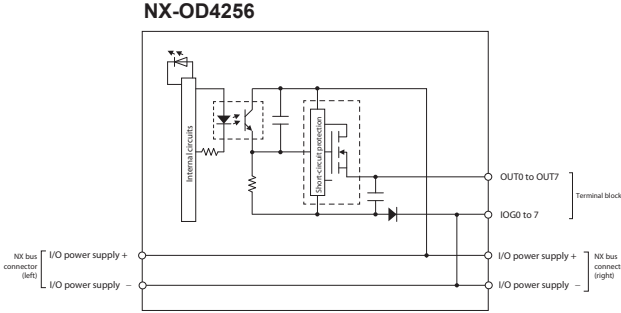 NX-OD4256
Internal circuits
Short-circuit protection
OUT0 to OUT7
Terminal block
IOG0 to 7
NX bus
connector
(left)
I/O power supply +
I/O power supply −
I/O power supply +
I/O power supply −
NX bus
connect
(right)